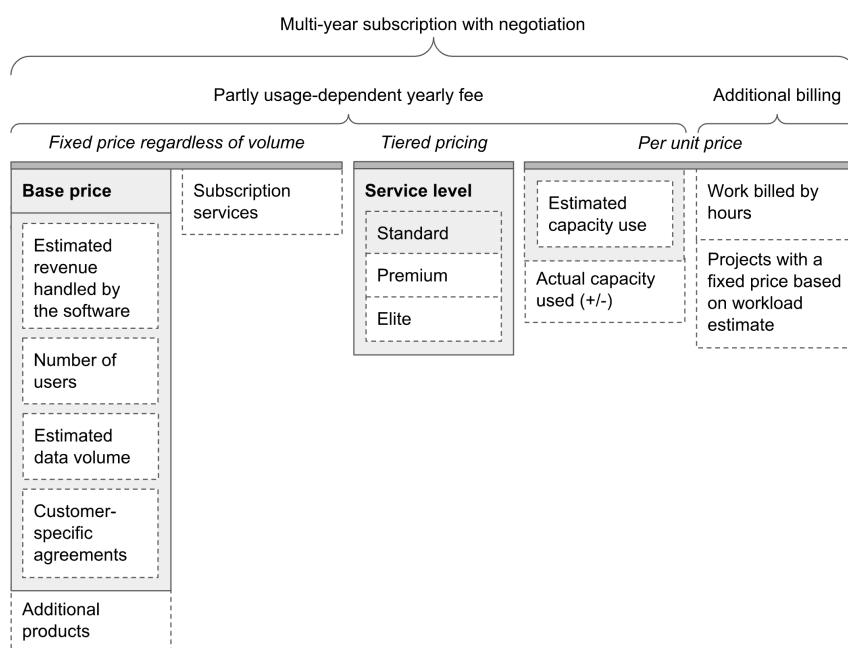 Multi-year subscription with negotiation
Partly usage-dependent yearly fee
Additional billing
Fixed price regardless of volume
Tiered pricing
Per unit price
Base price
Estimated
revenue
handled by
the software
Number of
users
Estimated
data volume
Customer-
specific
agreements
Additional
products
Subscription
services
Service level
Standard
Premium
Elite
Estimated
capacity use
Actual capacity
used (+/-)
Work billed by
hours
Projects with a
fixed price based
on workload
estimate